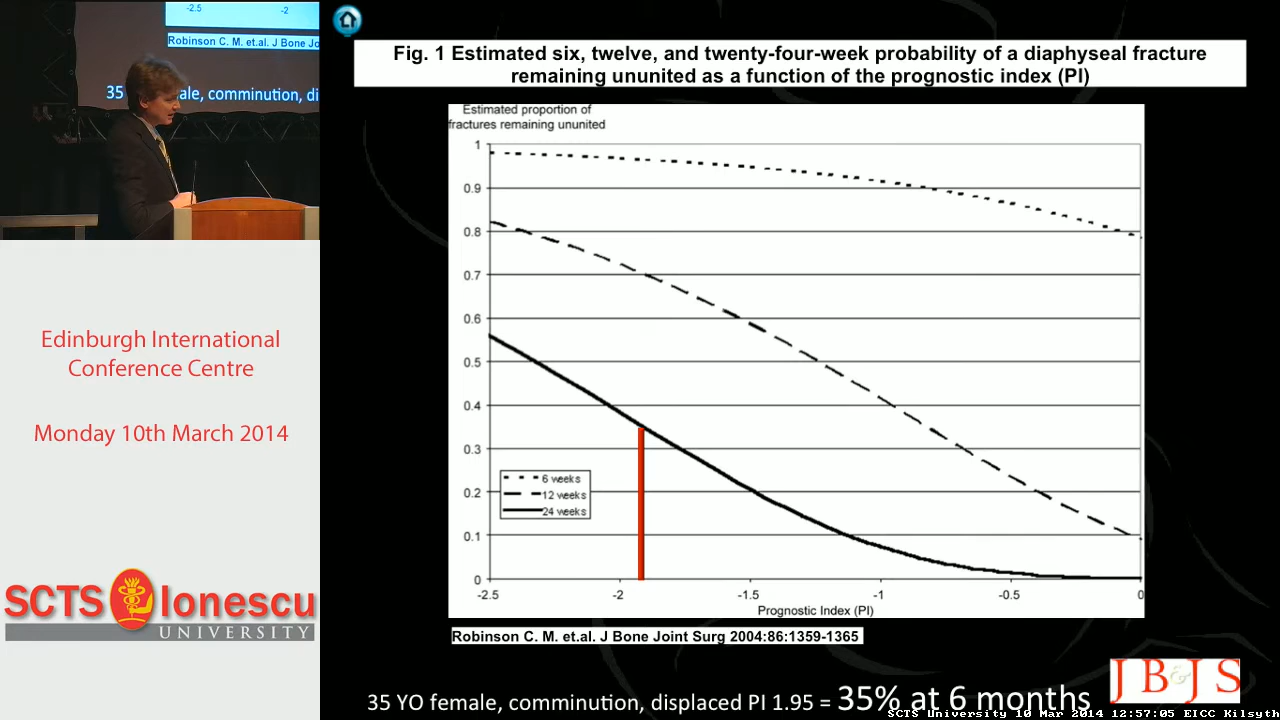 -2.5
-2
Robinson C. M. et.al. J Bone Jo
35
ale, comminution, di
Edinburgh International
Conference Centre
Monday 10th March 2014
SCTS Ionescu
UNIVERSITY
Fig. 1 Estimated six, twelve, and twenty-four-week probability of a diaphyseal fracture
remaining ununited as a function of the prognostic index (PI)
Estimated proportion of
fractures remaining ununited
1
0.9
0.8
0.7
0.6
0.5
0.4
0.3
0.2
0.1
0
6 weeks
12 weeks
24 weeks
-2.5 -2 -1.5 -1 -0.5 0
Prognostic Index (PI)
Robinson C. M. et.al. J Bone Joint Surg 2004:86:1359-1365
J B & J S
35 YO female, comminution, displaced PI 1.95 = 35% at 6 months
SCTS University 10 Mar 2014 12:57:05 EICC Kilsyth